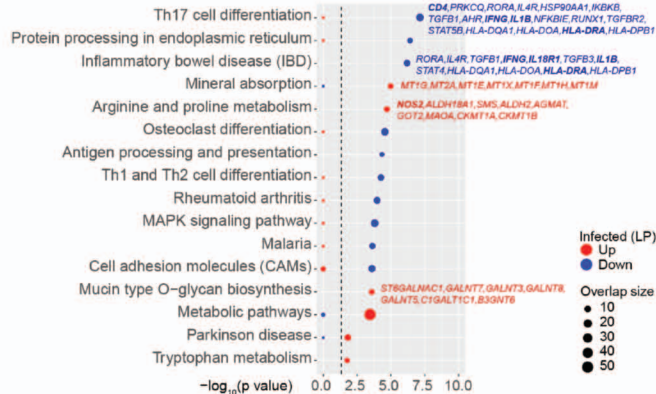 Th17 cell differentiation
CD4,PRKCQ,RORA,IL4R,HSP90AA1,IKBKB,
TGFB1,AHR,IFNG,IL1B,NFKBIE,RUNX1,TGFBR2,
STAT5B,HLA-DQA1,HLA-DOA,HLA-DRA,HLA-DPB1
Protein processing in endoplasmic reticulum
Inflammatory bowel disease (IBD)
RORA,IL4R,TGFB1,IFNG,IL18R1,TGFB3,IL1B,
STAT4,HLA-DQA1,HLA-DOA,HLA-DRA,HLA-DPB1
Mineral absorption
MT1G,MT2A,MT1E,MT1X,MT1F,MT1H,MT1M
Arginine and proline metabolism
NOS2,ALDH18A1,SMS,ALDH2,AGMAT,
GOT2,MAOA,CKMT1A,CKMT1B
Osteoclast differentiation
Antigen processing and presentation
Th1 and Th2 cell differentiation
Rheumatoid arthritis
MAPK signaling pathway
Malaria
Cell adhesion molecules (CAMs)
Mucin type O−glycan biosynthesis
ST6GALNAC1,GALNT7,GALNT3,GALNT8,
GALNT5,C1GALT1C1,B3GNT6
Metabolic pathways
Parkinson disease
Tryptophan metabolism
−log10(p value)
0.0 2.5 5.0 7.5 10.0
Infected (LP)
Up
Down
Overlap size
10
20
30
40
50